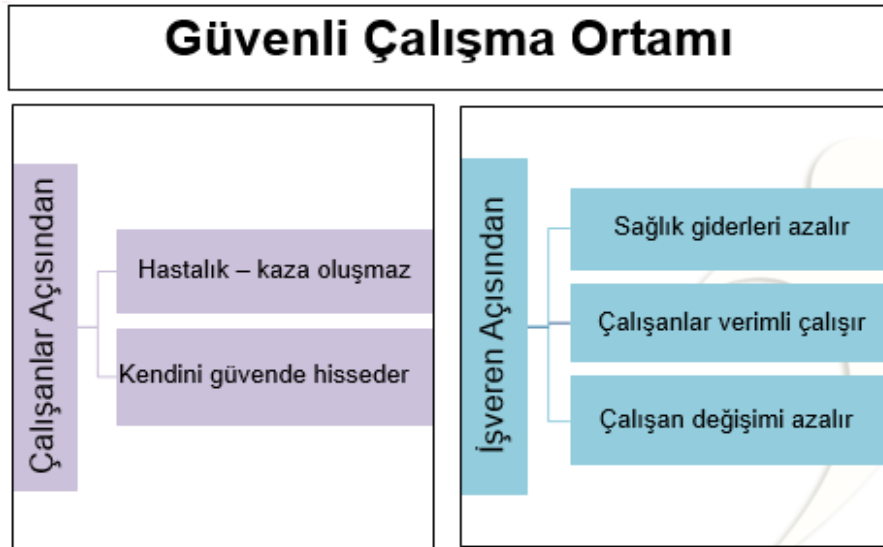 Güvenli Çalışma Ortamı
Çalışanlar Açısından
Hastalık – kaza oluşmaz
Kendini güvende hisseder
İşveren Açısından
Sağlık giderleri azalır
Çalışanlar verimli çalışır
Çalışan değişimi azalır